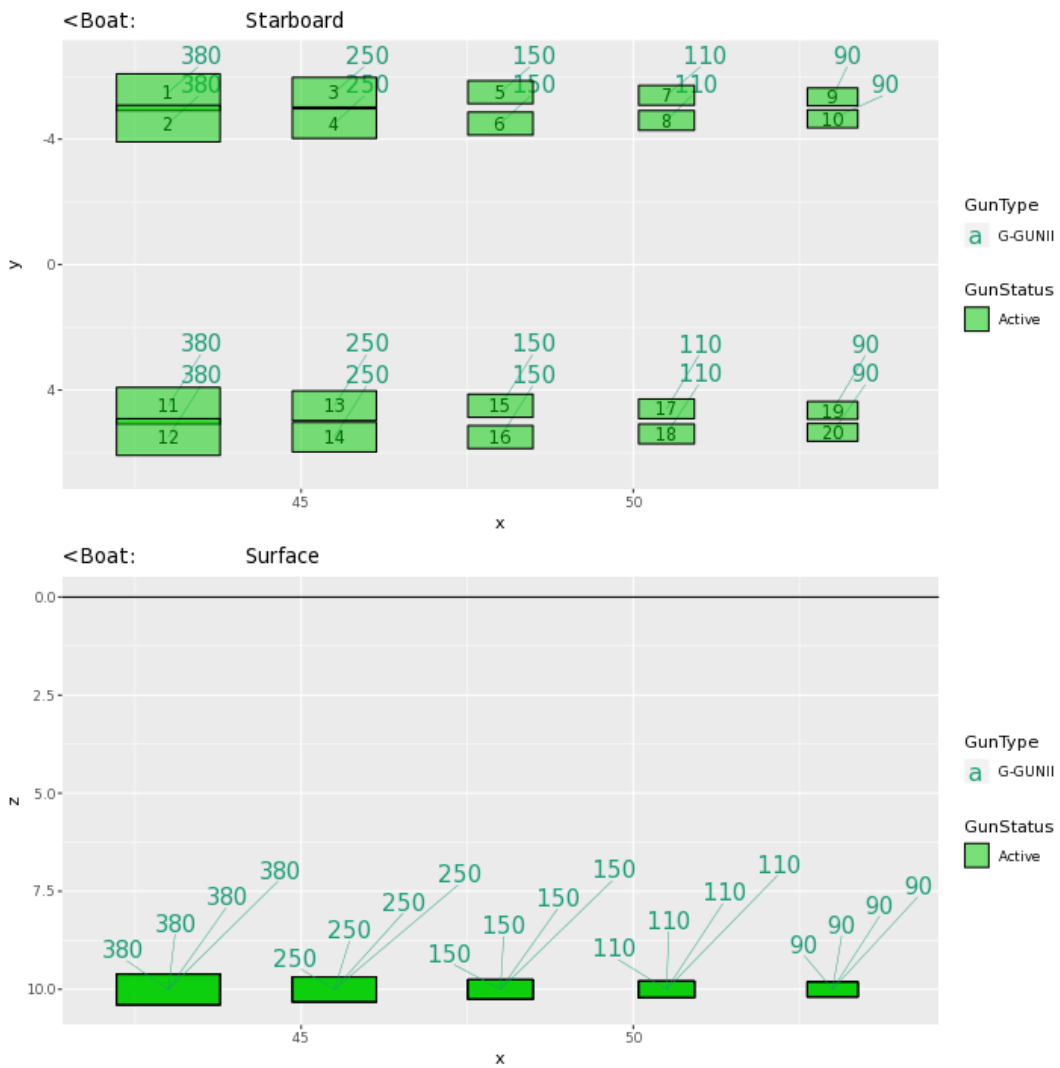 <Boat: Starboard
380 250 150 110 90
380 250 150 110 90
1 3 5 7 9
2 4 6 8 10
-4
GunType
a G-GUNII
y 0
GunStatus
Active
380 250 150 110 90
380 250 150 110 90
4
11 13 15 17 19
12 14 16 18 20
45 50
x
<Boat: Surface
0.0
2.5
GunType
a G-GUNII
5.0
z
GunStatus
Active
7.5
380 250 150 110 90
380 250 150 110 90
380 250 150 110 90
380 250 150 110 90
10.0
45 50
x